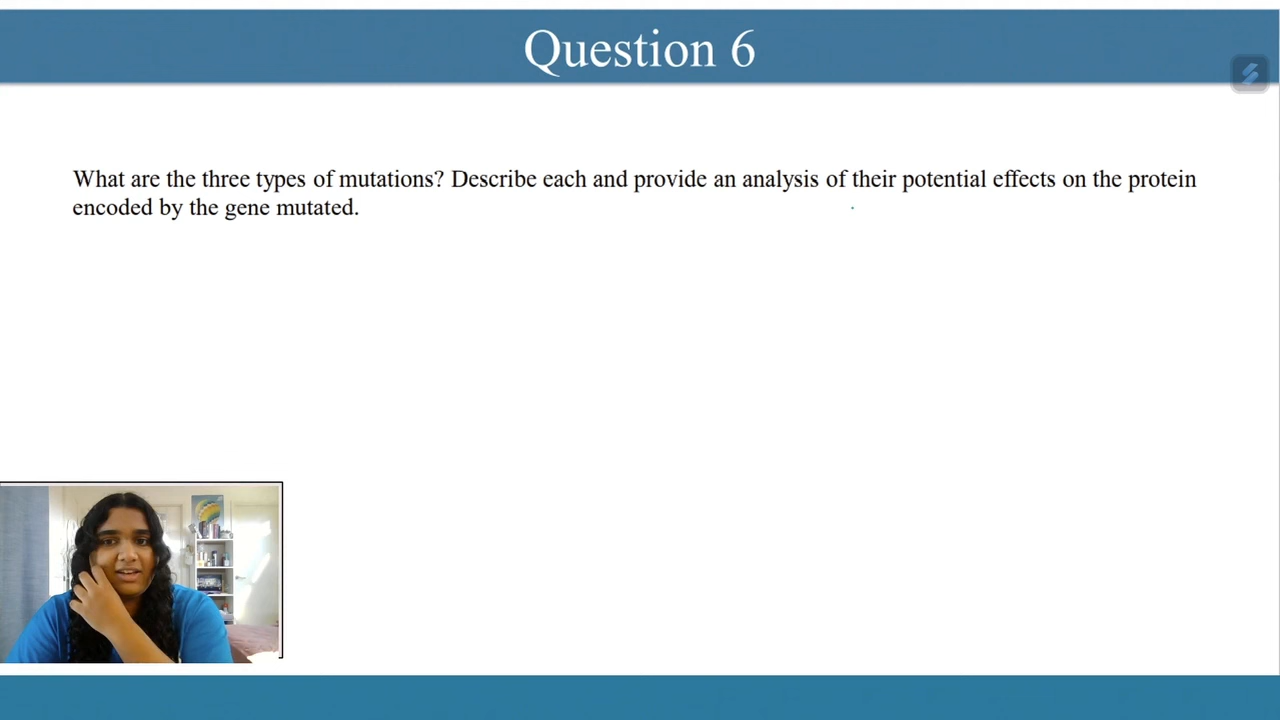 Question 6
What are the three types of mutations? Describe each and provide an analysis of their potential effects on the protein
encoded by the gene mutated.